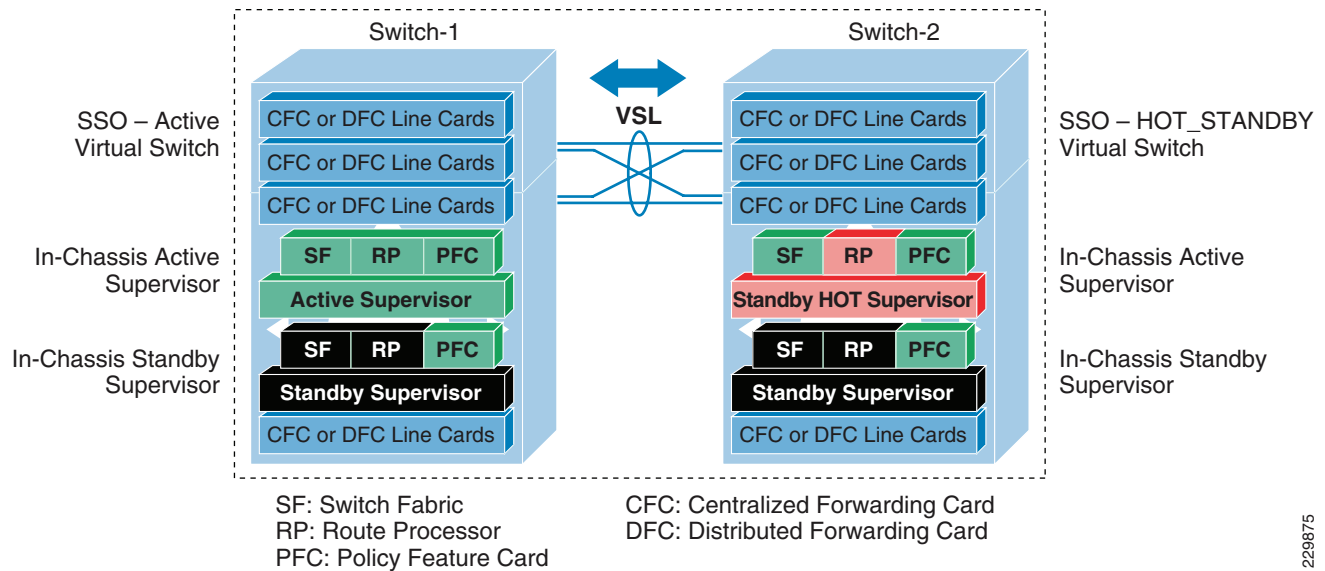 Switch-1
Switch-2
SSO – Active
Virtual Switch
VSL
SSO – HOT_STANDBY
Virtual Switch
CFC or DFC Line Cards
CFC or DFC Line Cards
CFC or DFC Line Cards
CFC or DFC Line Cards
CFC or DFC Line Cards
CFC or DFC Line Cards
In-Chassis Active
Supervisor
SF RP PFC
Active Supervisor
SF RP PFC
Standby HOT Supervisor
In-Chassis Active
Supervisor
In-Chassis Standby
Supervisor
SF RP PFC
Standby Supervisor
SF RP PFC
Standby Supervisor
In-Chassis Standby
Supervisor
CFC or DFC Line Cards
CFC or DFC Line Cards
SF: Switch Fabric
RP: Route Processor
PFC: Policy Feature Card
CFC: Centralized Forwarding Card
DFC: Distributed Forwarding Card
229875